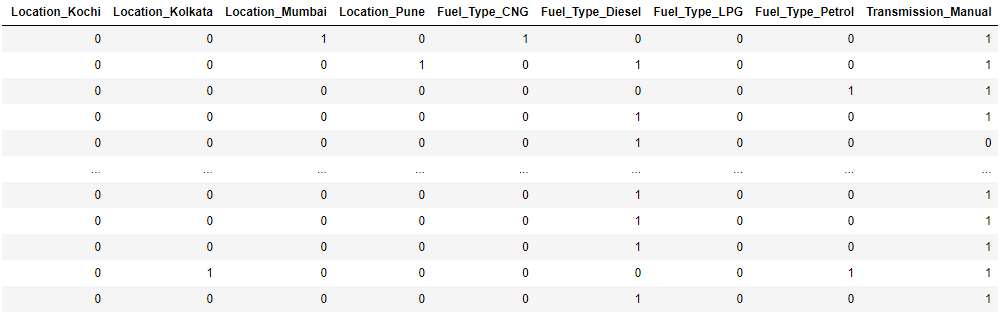 Location_Kochi Location_Kolkata Location_Mumbai Location_Pune Fuel_Type_CNG Fuel_Type_Diesel Fuel_Type_LPG Fuel_Type_Petrol Transmission_Manual
0 0 1 0 1 0 0 0 1
0 0 0 1 0 1 0 0 1
0 0 0 0 0 0 0 1 1
0 0 0 0 0 1 0 0 1
0 0 0 0 0 1 0 0 0
... ... ... ... ... ... ... ... ...
0 0 0 0 0 1 0 0 1
0 0 0 0 0 1 0 0 1
0 0 0 0 0 1 0 0 1
0 1 0 0 0 0 0 1 1
0 0 0 0 0 1 0 0 1